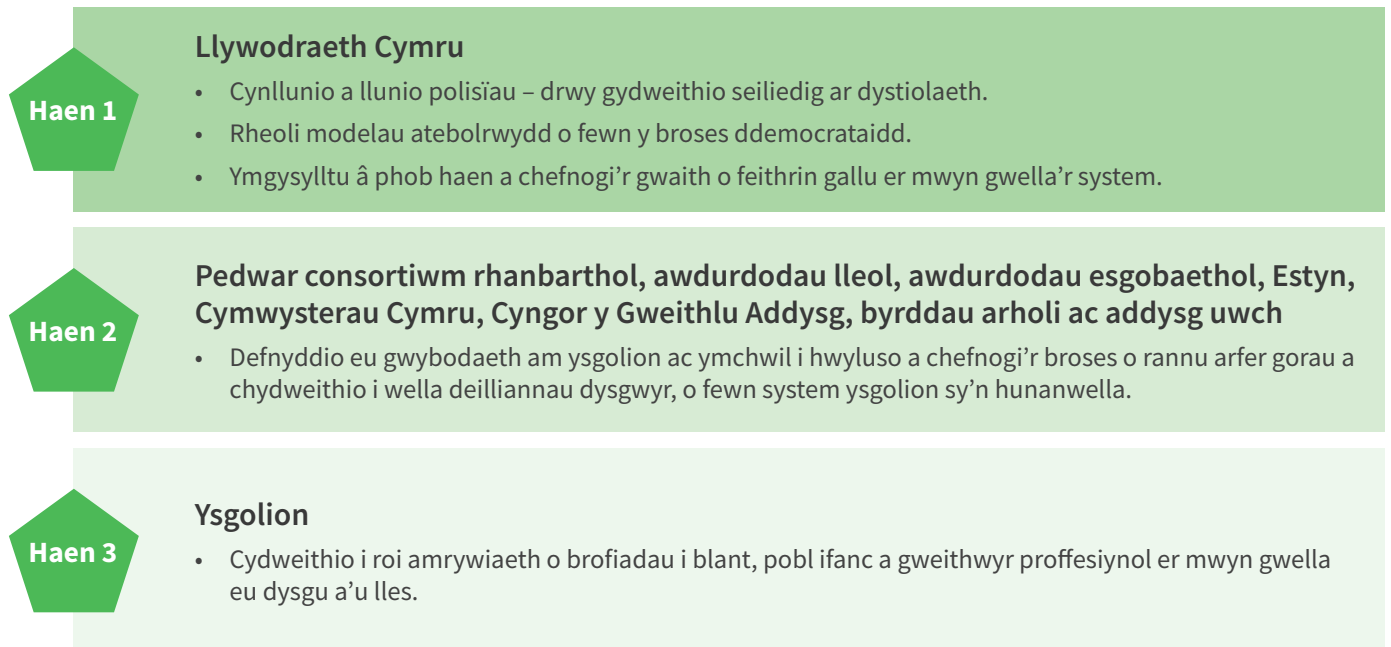 Haen 1
Llywodraeth Cymru
• Cynllunio a llunio polisïau – drwy gydweithio seiliedig ar dystiolaeth.
• Rheoli modelau atebolrwydd o fewn y broses ddemocrataidd.
• Ymgysylltu â phob haen a chefnogi’r gwaith o feithrin gallu er mwyn gwella’r system.
Haen 2
Pedwar consortiwm rhanbarthol, awdurdodau lleol, awdurdodau esgobaethol, Estyn,
Cymwysterau Cymru, Cyngor y Gweithlu Addysg, byrddau arholi ac addysg uwch
• Defnyddio eu gwybodaeth am ysgolion ac ymchwil i hwyluso a chefnogi’r broses o rannu arfer gorau a
chydweithio i wella deilliannau dysgwyr, o fewn system ysgolion sy’n hunanwella.
Haen 3
Ysgolion
• Cydweithio i roi amrywiaeth o brofiadau i blant, pobl ifanc a gweithwyr proffesiynol er mwyn gwella
eu dysgu a’u lles.